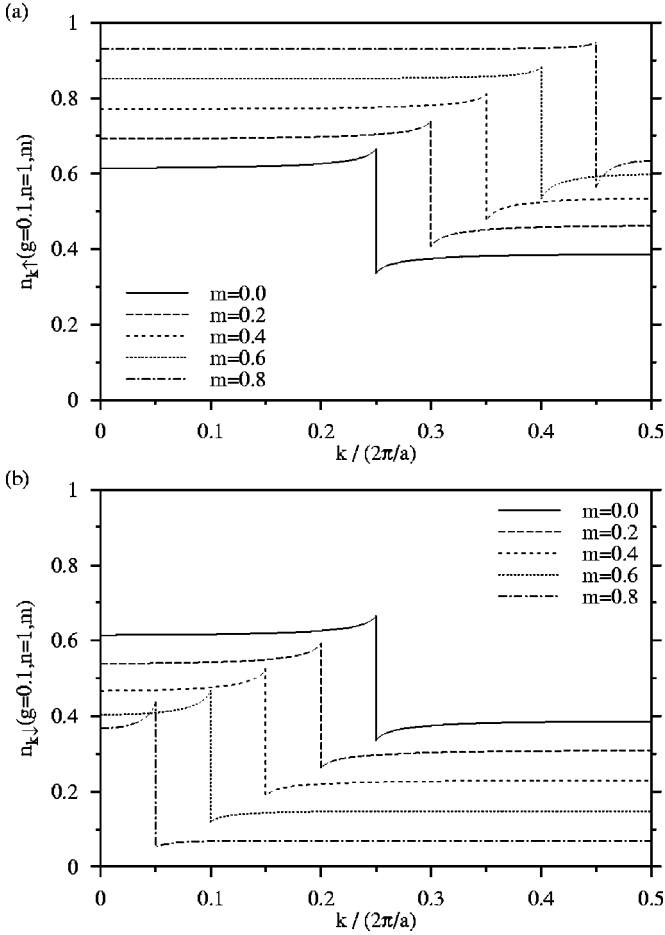 (a)
1
0.8
0.6
0.4
0.2
0
n_k↑(g=0.1,n=1,m)
m=0.0
m=0.2
m=0.4
m=0.6
m=0.8
0 0.1 0.2 0.3 0.4 0.5
k / (2π/a)
(b)
1
0.8
0.6
0.4
0.2
0
n_k↓(g=0.1,n=1,m)
m=0.0
m=0.2
m=0.4
m=0.6
m=0.8
0 0.1 0.2 0.3 0.4 0.5
k / (2π/a)